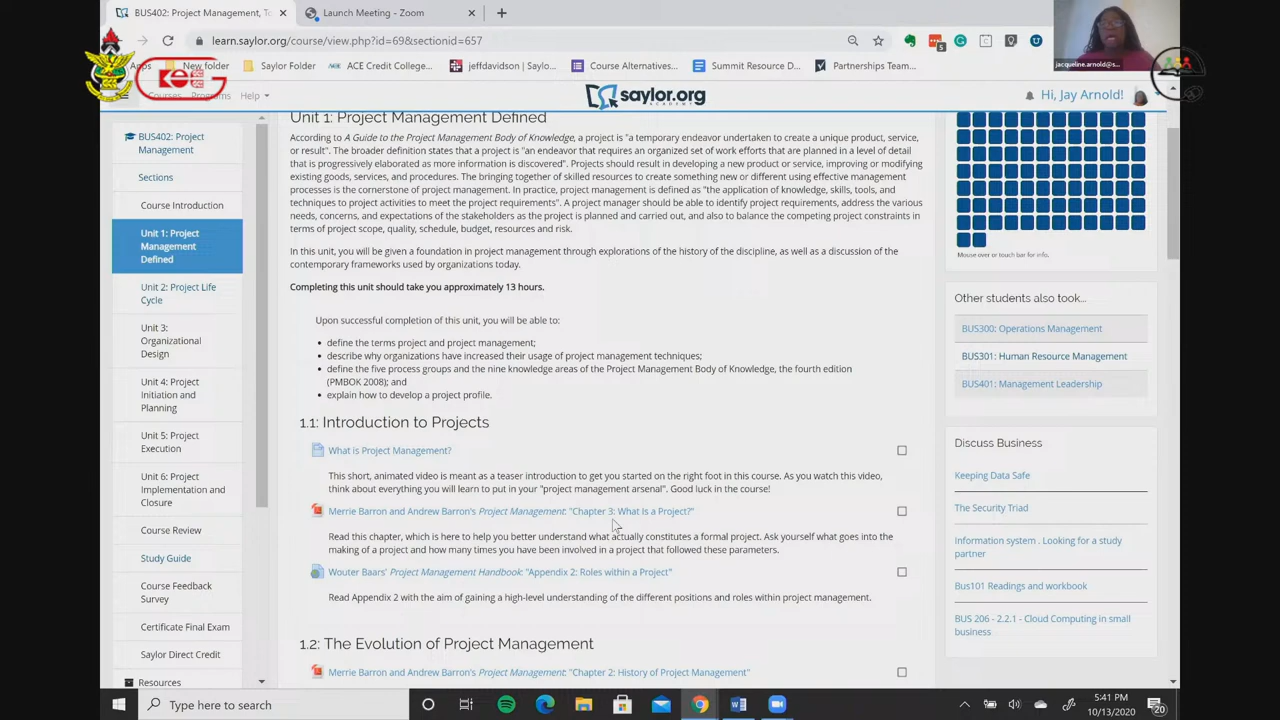 BUS402: Project Management, To
Launch Meeting - Zoom
learn.saylor.org/course/view.php?id=69&sectionid=657
5
Apps
New folder
Saylor Folder
ACE Credit College...
jeffdavidson | Saylo...
Course Alternatives...
Summit Resource D...
Partnerships Team...
jacqueline.arnold@s...
KeG
Courses
Programs
Help
saylor.org
ACADEMY
Hi, Jay Arnold!
BUS402: Project
Management
Sections
Course Introduction
Unit 1: Project
Management
Defined
Unit 2: Project Life
Cycle
Unit 3:
Organizational
Design
Unit 4: Project
Initiation and
Planning
Unit 5: Project
Execution
Unit 6: Project
Implementation and
Closure
Course Review
Study Guide
Course Feedback
Survey
Certificate Final Exam
Saylor Direct Credit
Resources
Unit 1: Project Management Defined
According to A Guide to the Project Management Body of Knowledge, a project is "a temporary endeavor undertaken to create a unique product, service,
or result". The broader definition states that a project is "an endeavor that requires an organized set of work efforts that are planned in a level of detail
that is progressively elaborated as more information is discovered". Projects should result in developing a new product or service, improving or modifying
existing goods, services, and procedures. The bringing together of skilled resources to create something new or different using effective management
processes is the cornerstone of project management. In practice, project management is defined as "the application of knowledge, skills, tools, and
techniques to project activities to meet the project requirements". A project manager should be able to identify project requirements, address the various
needs, concerns, and expectations of the stakeholders as the project is planned and carried out, and also to balance the competing project constraints in
terms of project scope, quality, schedule, budget, resources and risk.
In this unit, you will be given a foundation in project management through explorations of the history of the discipline, as well as a discussion of the
contemporary frameworks used by organizations today.
Completing this unit should take you approximately 13 hours.
Upon successful completion of this unit, you will be able to:
• define the terms project and project management;
• describe why organizations have increased their usage of project management techniques;
• define the five process groups and the nine knowledge areas of the Project Management Body of Knowledge, the fourth edition
(PMBOK 2008); and
• explain how to develop a project profile.
1.1: Introduction to Projects
What is Project Management?
This short, animated video is meant as a teaser introduction to get you started on the right foot in this course. As you watch this video,
think about everything you will learn to put in your "project management arsenal". Good luck in the course!
Merrie Barron and Andrew Barron's Project Management: "Chapter 3: What Is a Project?"
Read this chapter, which is here to help you better understand what actually constitutes a formal project. Ask yourself what goes into the
making of a project and how many times you have been involved in a project that followed these parameters.
Wouter Baars' Project Management Handbook: "Appendix 2: Roles within a Project"
Read Appendix 2 with the aim of gaining a high-level understanding of the different positions and roles within project management.
1.2: The Evolution of Project Management
Merrie Barron and Andrew Barron's Project Management: "Chapter 2: History of Project Management"
Mouse over or touch bar for info.
Other students also took...
BUS300: Operations Management
BUS301: Human Resource Management
BUS401: Management Leadership
Discuss Business
Keeping Data Safe
The Security Triad
Information system . Looking for a study
partner
Bus101 Readings and workbook
BUS 206 - 2.2.1 - Cloud Computing in small
business
Type here to search
5:41 PM
10/13/2020
20